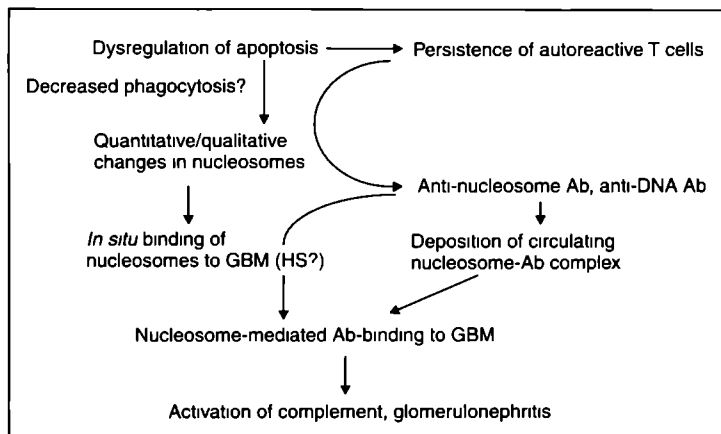 Dysregulation of apoptosis
Persistence of autoreactive T cells
Decreased phagocytosis?
Quantitative/qualitative
changes in nucleosomes
Anti-nucleosome Ab, anti-DNA Ab
In situ binding of
nucleosomes to GBM (HS?)
Deposition of circulating
nucleosome-Ab complex
Nucleosome-mediated Ab-binding to GBM
Activation of complement, glomerulonephritis